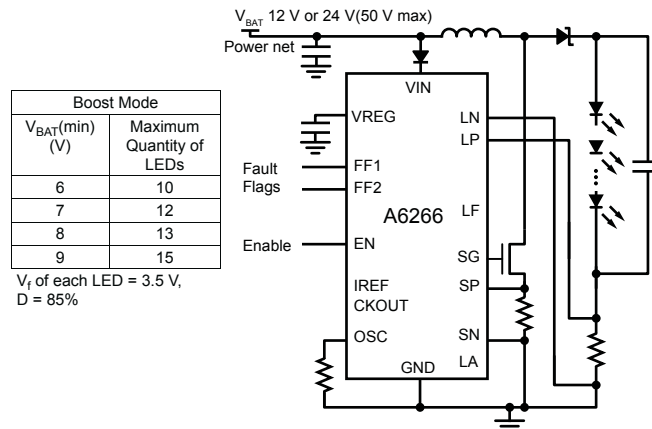 V_BAT 12 V or 24 V(50 V max)
Power net
VIN
VREG
LN
LP
Fault
Flags
FF1
FF2
LF
A6266
Enable
EN
SG
IREF
SP
CKOUT
OSC
SN
LA
GND
Boost Mode
V_BAT(min)
(V)
Maximum
Quantity of
LEDs
6 10
7 12
8 13
9 15
V_f of each LED = 3.5 V,
D = 85%